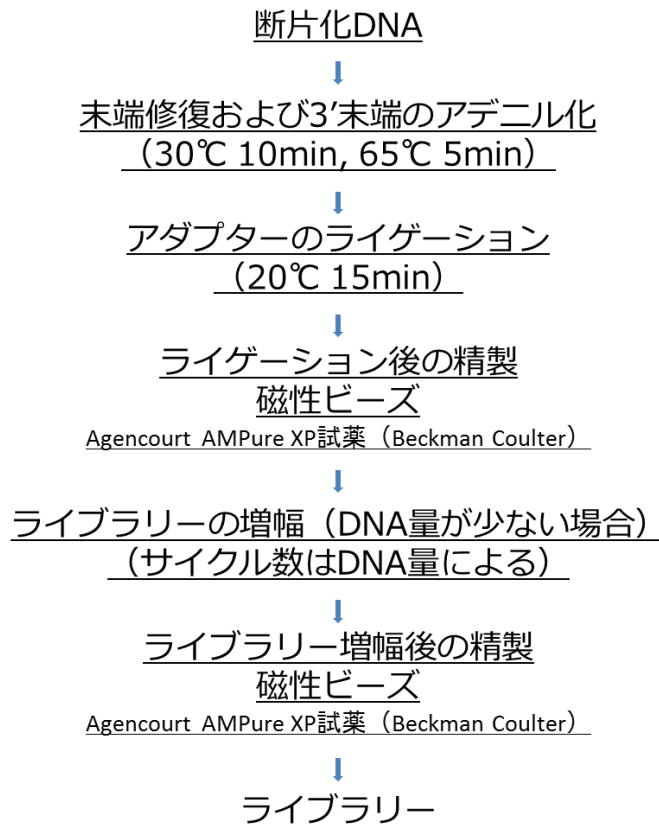 断片化DNA
末端修復および3′末端のアデニル化
（30℃ 10min, 65℃ 5min）
アダプターのライゲーション
（20℃ 15min）
ライゲーション後の精製
磁性ビーズ
Agencourt AMPure XP試薬（Beckman Coulter）
ライブラリーの増幅（DNA量が少ない場合）
（サイクル数はDNA量による）
ライブラリー増幅後の精製
磁性ビーズ
Agencourt AMPure XP試薬（Beckman Coulter）
ライブラリー